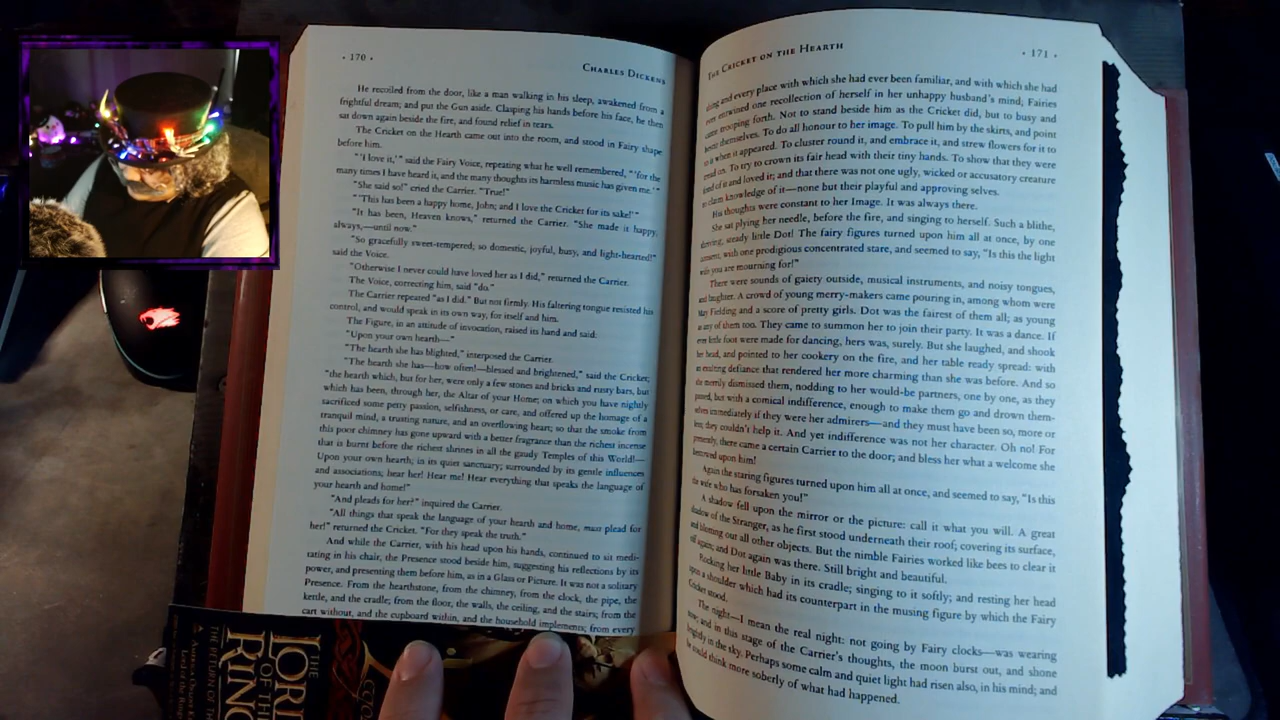 · 170 ·
CHARLES DICKENS
He recoiled from the door, like a man walking in his sleep, awakened from a
frightful dream; and put the Gun aside. Clasping his hands before his face, he then
sat down again beside the fire, and found relief in tears.
The Cricket on the Hearth came out into the room, and stood in Fairy shape
before him.
"'I love it,'" said the Fairy Voice, repeating what he well remembered, "'for the
many times I have heard it, and the many thoughts its harmless music has given me.'"
"She said so!" cried the Carrier. "True!"
"'This has been a happy home, John; and I love the Cricket for its sake!'"
"It has been, Heaven knows," returned the Carrier. "She made it happy,
always,—until now."
"So gracefully sweet-tempered; so domestic, joyful, busy, and light-hearted!"
said the Voice.
"Otherwise I never could have loved her as I did," returned the Carrier.
The Voice, correcting him, said "do."
The Carrier repeated "as I did." But not firmly. His faltering tongue resisted his
control, and would speak in its own way, for itself and him.
The Figure, in an attitude of invocation, raised its hand and said:
"Upon your own hearth—"
"The hearth she has blighted," interposed the Carrier.
"The hearth she has—how often!—blessed and brightened," said the Cricket;
"the hearth which, but for her, were only a few stones and bricks and rusty bars, but
which has been, through her, the Altar of your Home; on which you have nightly
sacrificed some petty passion, selfishness, or care, and offered up the homage of a
tranquil mind, a trusting nature, and an overflowing heart; so that the smoke from
this poor chimney has gone upward with a better fragrance than the richest incense
that is burnt before the richest shrines in all the gaudy Temples of this World!—
Upon your own hearth; in its quiet sanctuary; surrounded by its gentle influences
and associations; hear her! Hear me! Hear everything that speaks the language of
your hearth and home!"
"And pleads for her?" inquired the Carrier.
"All things that speak the language of your hearth and home, must plead for
her!" returned the Cricket. "For they speak the truth."
And while the Carrier, with his head upon his hands, continued to sit medi-
tating in his chair, the Presence stood beside him, suggesting his reflections by its
power, and presenting them before him, as in a Glass or Picture. It was not a solitary
Presence. From the hearthstone, from the chimney, from the clock, the pipe, the
kettle, and the cradle; from the floor, the walls, the ceiling, and the stairs; from the
cart without, and the cupboard within, and the household implements; from every
THE CRICKET ON THE HEARTH
· 171 ·
thing and every place with which she had ever been familiar, and with which she had
ever entwined one recollection of herself in her unhappy husband's mind; Fairies
came trooping forth. Not to stand beside him as the Cricket did, but to busy and
bestir themselves. To do all honour to her image. To pull him by the skirts, and point
to it when it appeared. To cluster round it, and embrace it, and strew flowers for it to
tread on. To try to crown its fair head with their tiny hands. To show that they were
fond of it and loved it; and that there was not one ugly, wicked or accusatory creature
to claim knowledge of it—none but their playful and approving selves.
His thoughts were constant to her Image. It was always there.
She sat plying her needle, before the fire, and singing to herself. Such a blithe,
thriving, steady little Dot! The fairy figures turned upon him all at once, by one
consent, with one prodigious concentrated stare, and seemed to say, "Is this the light
wife you are mourning for!"
There were sounds of gaiety outside, musical instruments, and noisy tongues,
and laughter. A crowd of young merry-makers came pouring in, among whom were
May Fielding and a score of pretty girls. Dot was the fairest of them all; as young
as any of them too. They came to summon her to join their party. It was a dance. If
ever little foot were made for dancing, hers was, surely. But she laughed, and shook
her head, and pointed to her cookery on the fire, and her table ready spread: with
an exulting defiance that rendered her more charming than she was before. And so
she merrily dismissed them, nodding to her would-be partners, one by one, as they
passed, but with a comical indifference, enough to make them go and drown them-
selves immediately if they were her admirers—and they must have been so, more or
less; they couldn't help it. And yet indifference was not her character. Oh no! For
presently, there came a certain Carrier to the door; and bless her what a welcome she
bestowed upon him!
Again the staring figures turned upon him all at once, and seemed to say, "Is this
the wife who has forsaken you!"
A shadow fell upon the mirror or the picture: call it what you will. A great
shadow of the Stranger, as he first stood underneath their roof; covering its surface,
and blotting out all other objects. But the nimble Fairies worked like bees to clear it
off again; and Dot again was there. Still bright and beautiful.
Rocking her little Baby in its cradle; singing to it softly; and resting her head
upon a shoulder which had its counterpart in the musing figure by which the Fairy
Cricket stood.
The night—I mean the real night: not going by Fairy clocks—was wearing
now; and in this stage of the Carrier's thoughts, the moon burst out, and shone
brightly in the sky. Perhaps some calm and quiet light had risen also, in his mind; and
he could think more soberly of what had happened.
THE
LORD
OF THE
RING
THE RETURN OF TH